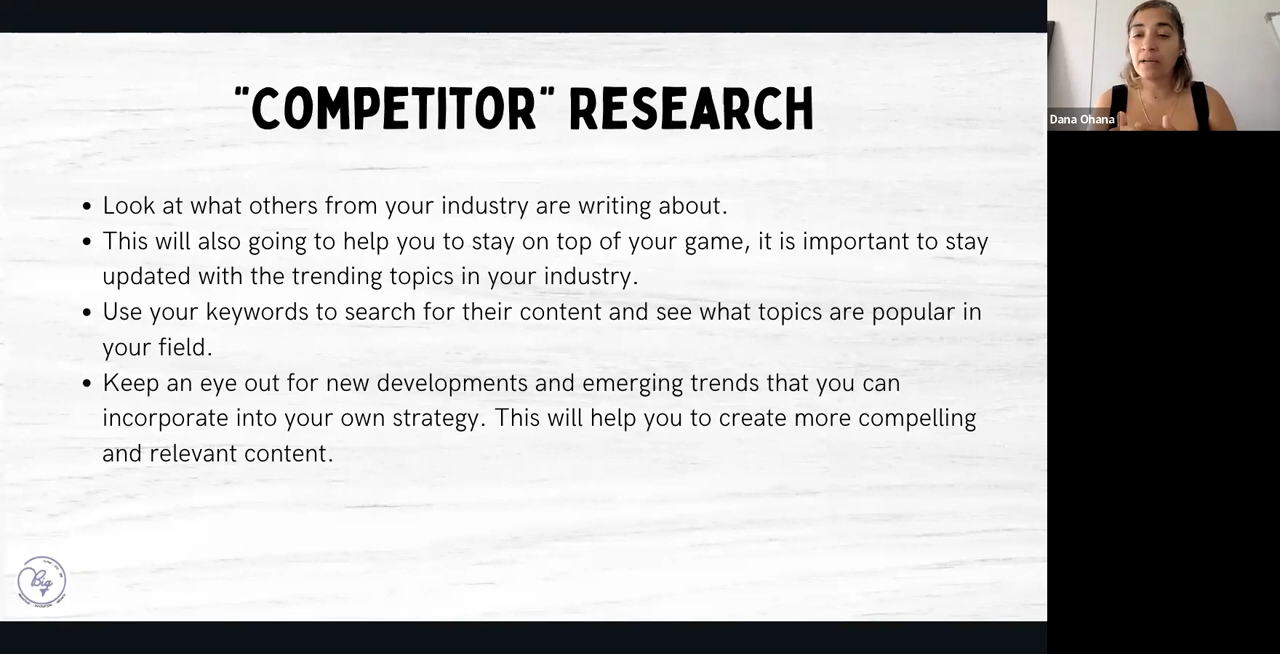 "COMPETITOR" RESEARCH
• Look at what others from your industry are writing about.
• This will also going to help you to stay on top of your game, it is important to stay
updated with the trending topics in your industry.
• Use your keywords to search for their content and see what topics are popular in
your field.
• Keep an eye out for new developments and emerging trends that you can
incorporate into your own strategy. This will help you to create more compelling
and relevant content.
Dana Ohana
Big